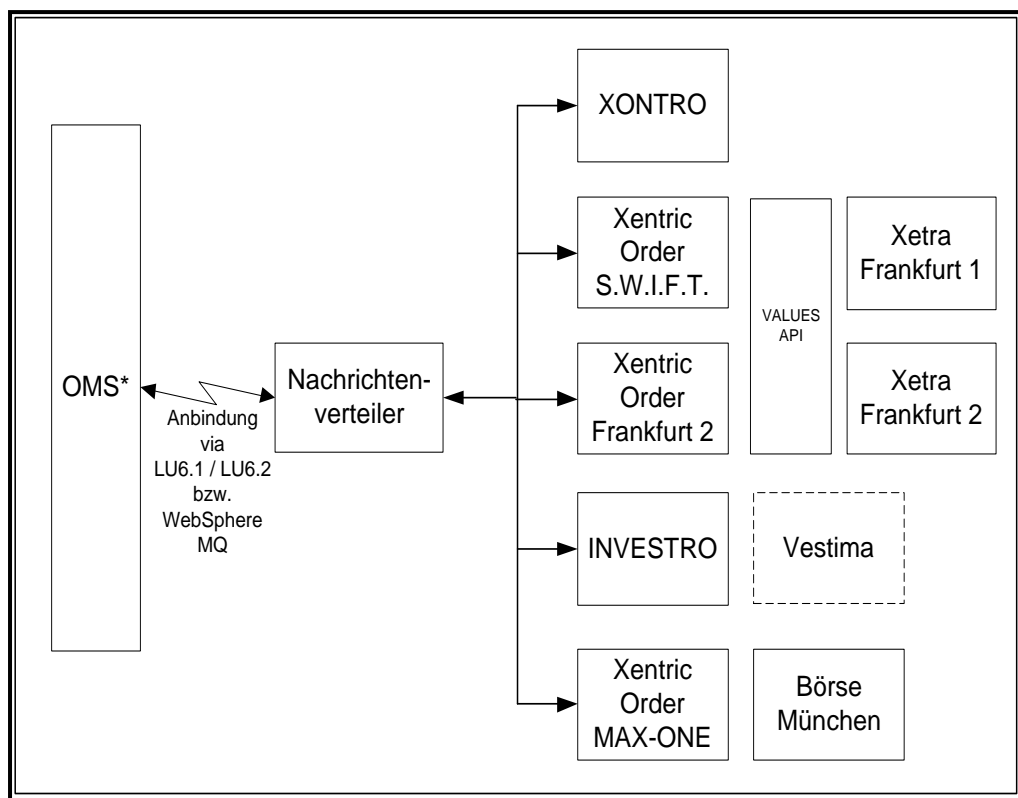 XONTRO
Xentric
Order
S.W.I.F.T.
VALUES
API
Xetra
Frankfurt 1
OMS*
Anbindung
via
LU6.1 / LU6.2
bzw.
WebSphere
MQ
Nachrichten-
verteiler
Xentric
Order
Frankfurt 2
Xetra
Frankfurt 2
INVESTRO
Vestima
Xentric
Order
MAX-ONE
Börse
München